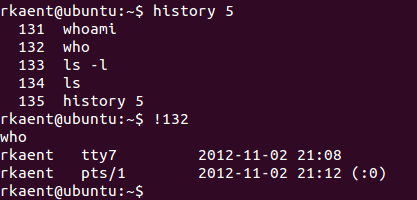 rkaent@ubuntu:~$ history 5
  131  whoami
  132  who
  133  ls -l
  134  ls
  135  history 5
rkaent@ubuntu:~$ !132
who
rkaent   tty7         2012-11-02 21:08
rkaent   pts/1        2012-11-02 21:12 (:0)
rkaent@ubuntu:~$